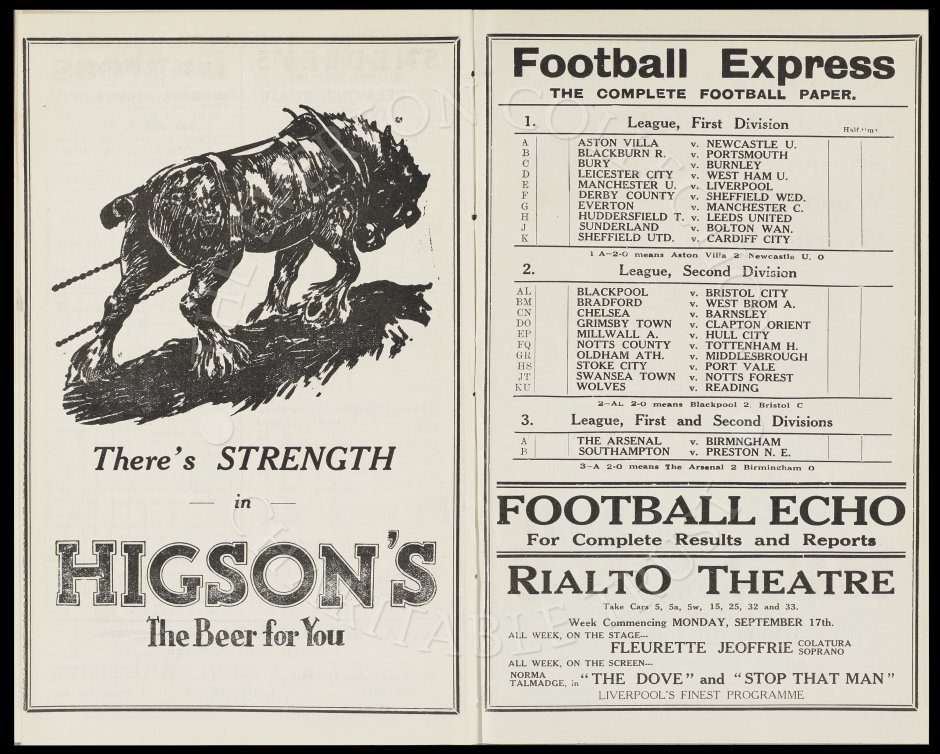 There's STRENGTH
— in —
HIGSON'S
The Beer for You
Football Express
THE COMPLETE FOOTBALL PAPER.
1. League, First Division
Half time
A ASTON VILLA v. NEWCASTLE U.
B BLACKBURN R. v. PORTSMOUTH
C BURY v. BURNLEY
D LEICESTER CITY v. WEST HAM U.
E MANCHESTER U. v. LIVERPOOL
F DERBY COUNTY v. SHEFFIELD WED.
G EVERTON v. MANCHESTER C.
H HUDDERSFIELD T. v. LEEDS UNITED
J SUNDERLAND v. BOLTON WAN.
K SHEFFIELD UTD. v. CARDIFF CITY
1 A—2-0 means Aston Villa 2. Newcastle U. 0
2. League, Second Division
AL BLACKPOOL v. BRISTOL CITY
BM BRADFORD v. WEST BROM A.
CN CHELSEA v. BARNSLEY
DO GRIMSBY TOWN v. CLAPTON ORIENT
EP MILLWALL A. v. HULL CITY
FQ NOTTS COUNTY v. TOTTENHAM H.
GR OLDHAM ATH. v. MIDDLESBROUGH
HS STOKE CITY v. PORT VALE
JT SWANSEA TOWN v. NOTTS FOREST
KU WOLVES v. READING
2—AL 2-0 means Blackpool 2. Bristol C
3. League, First and Second Divisions
A THE ARSENAL v. BIRMNGHAM
B SOUTHAMPTON v. PRESTON N. E.
3—A 2-0 means The Arsenal 2 Birmingham 0
FOOTBALL ECHO
For Complete Results and Reports
RIALTO THEATRE
Take Cars 5, 5a, 5w, 15, 25, 32 and 33.
Week Commencing MONDAY, SEPTEMBER 17th.
ALL WEEK, ON THE STAGE—
FLEURETTE JEOFFRIE COLATURA SOPRANO
ALL WEEK, ON THE SCREEN—
NORMA TALMADGE, in "THE DOVE" and "STOP THAT MAN"
LIVERPOOL'S FINEST PROGRAMME